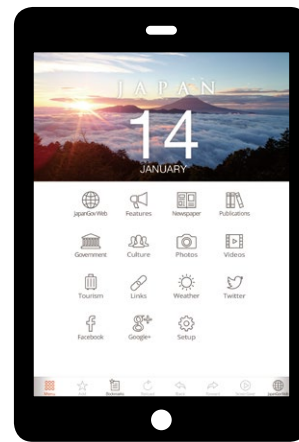 JAPAN
14
JANUARY
JapanGov Web Features Newspaper Publications
Government Culture Photos Videos
Tourism Links Weather Twitter
Facebook Google+ Setup
Menu